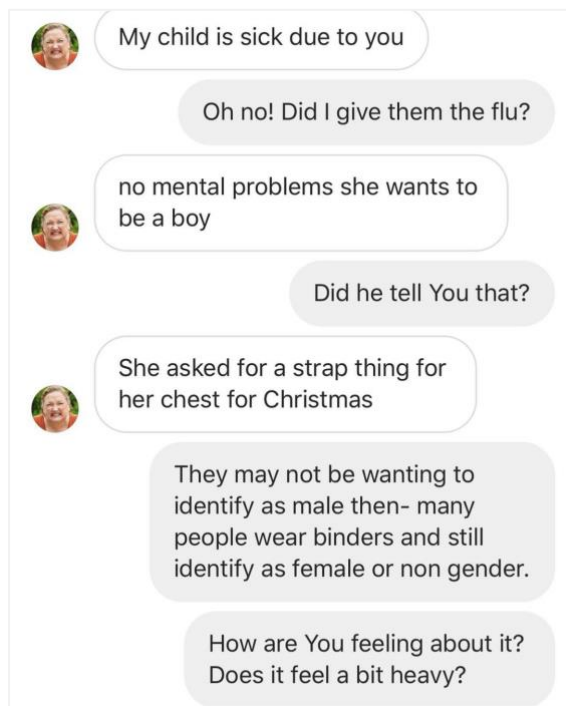 My child is sick due to you
Oh no! Did I give them the flu?
no mental problems she wants to
be a boy
Did he tell You that?
She asked for a strap thing for
her chest for Christmas
They may not be wanting to
identify as male then- many
people wear binders and still
identify as female or non gender.
How are You feeling about it?
Does it feel a bit heavy?